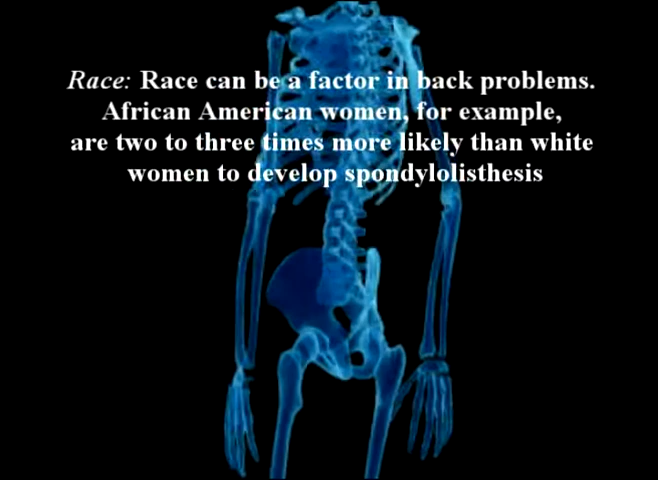 Race: Race can be a factor in back problems.
African American women, for example,
are two to three times more likely than white
women to develop spondylolisthesis